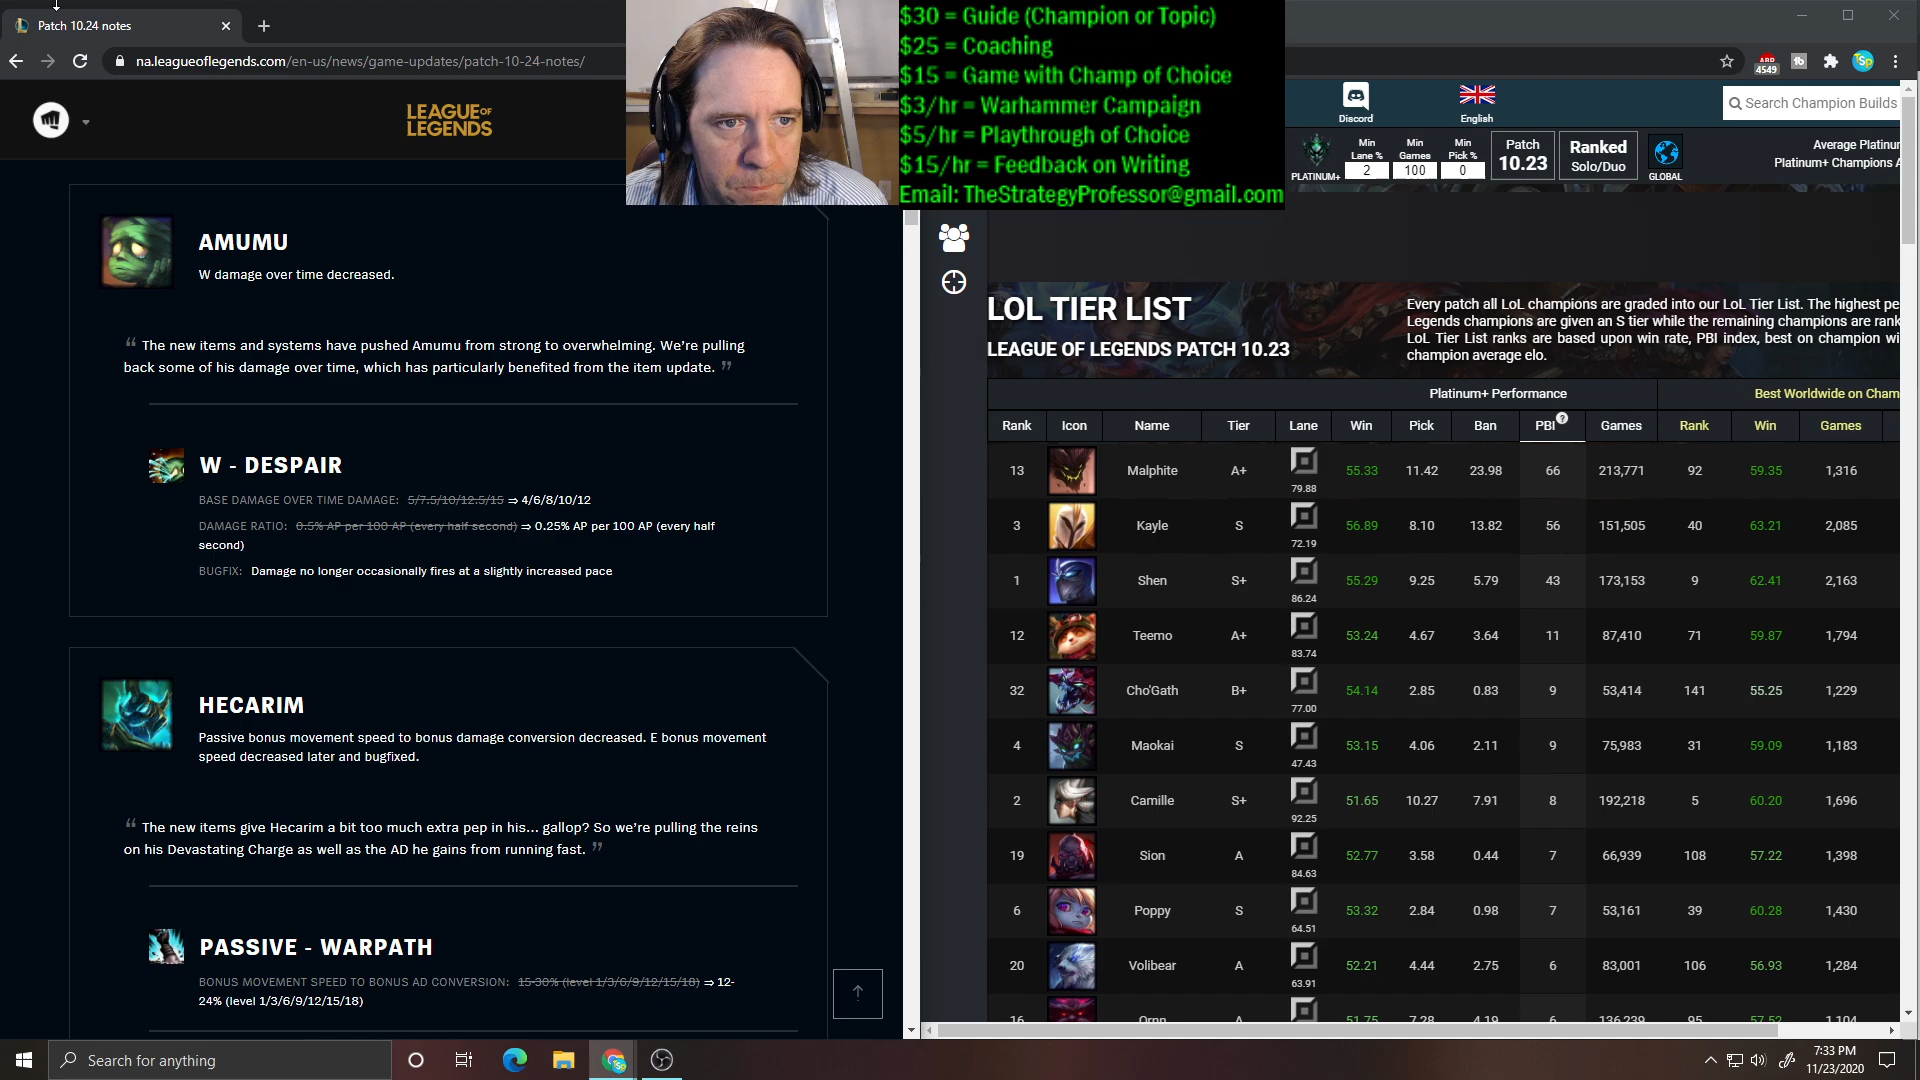 Patch 10.24 notes
na.leagueoflegends.com/en-us/news/game-updates/patch-10-24-notes/
LEAGUE OF
LEGENDS
$30 = Guide (Champion or Topic)
$25 = Coaching
$15 = Game with Champ of Choice
$3/hr = Warhammer Campaign
$5/hr = Playthrough of Choice
$15/hr = Feedback on Writing
Email: TheStrategyProfessor@gmail.com
ABP
4549
Discord
English
Search Champion Builds
PLATINUM+
Min Lane %
2
Min Games
100
Min Pick %
0
Patch
10.23
Ranked
Solo/Duo
GLOBAL
Average Platinu
Platinum+ Champions A
AMUMU
W damage over time decreased.
“ The new items and systems have pushed Amumu from strong to overwhelming. We’re pulling
back some of his damage over time, which has particularly benefited from the item update. ”
W - DESPAIR
BASE DAMAGE OVER TIME DAMAGE: 5/7.5/10/12.5/15 ⇒ 4/6/8/10/12
DAMAGE RATIO: 0.5% AP per 100 AP (every half second) ⇒ 0.25% AP per 100 AP (every half
second)
BUGFIX: Damage no longer occasionally fires at a slightly increased pace
HECARIM
Passive bonus movement speed to bonus damage conversion decreased. E bonus movement
speed decreased later and bugfixed.
“ The new items give Hecarim a bit too much extra pep in his... gallop? So we’re pulling the reins
on his Devastating Charge as well as the AD he gains from running fast. ”
PASSIVE - WARPATH
BONUS MOVEMENT SPEED TO BONUS AD CONVERSION: 15-30% (level 1/3/6/9/12/15/18) ⇒ 12-
24% (level 1/3/6/9/12/15/18)
LOL TIER LIST
LEAGUE OF LEGENDS PATCH 10.23
Every patch all LoL champions are graded into our LoL Tier List. The highest pe
Legends champions are given an S tier while the remaining champions are rank
LoL Tier List ranks are based upon win rate, PBI index, best on champion wi
champion average elo.
Platinum+ Performance Best Worldwide on Cham
Rank Icon Name Tier Lane Win Pick Ban PBI ? Games Rank Win Games
13 Malphite A+ 79.88 55.33 11.42 23.98 66 213,771 92 59.35 1,316
3 Kayle S 72.19 56.89 8.10 13.82 56 151,505 40 63.21 2,085
1 Shen S+ 86.24 55.29 9.25 5.79 43 173,153 9 62.41 2,163
12 Teemo A+ 83.74 53.24 4.67 3.64 11 87,410 71 59.87 1,794
32 Cho'Gath B+ 77.00 54.14 2.85 0.83 9 53,414 141 55.25 1,229
4 Maokai S 47.43 53.15 4.06 2.11 9 75,983 31 59.09 1,183
2 Camille S+ 92.25 51.65 10.27 7.91 8 192,218 5 60.20 1,696
19 Sion A 84.63 52.77 3.58 0.44 7 66,939 108 57.22 1,398
6 Poppy S 64.51 53.32 2.84 0.98 7 53,161 39 60.28 1,430
20 Volibear A 63.91 52.21 4.44 2.75 6 83,001 106 56.93 1,284
16 Ornn A 51.75 7.28 4.19 6 136,239 95 57.52 1,104
Search for anything
7:33 PM
11/23/2020